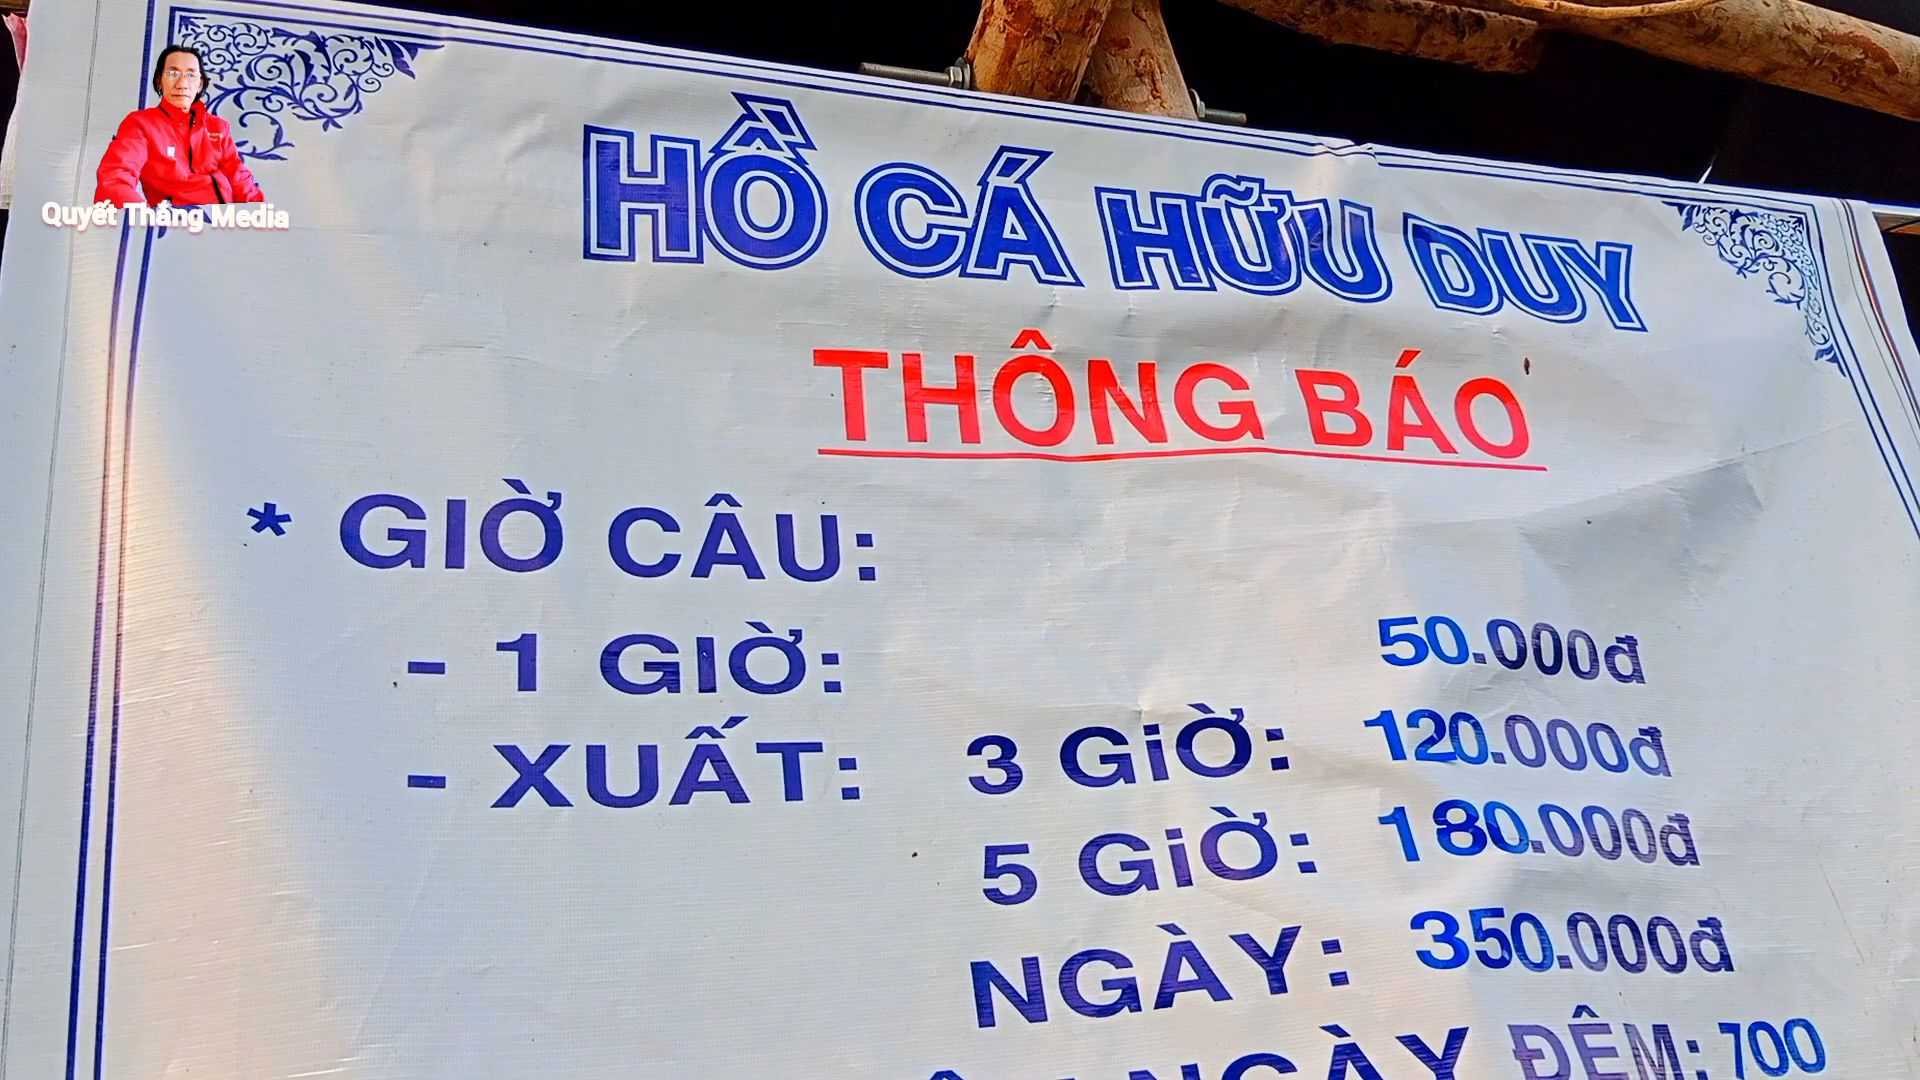 Quyết Thắng Media
HỒ CÁ HỮU DUY
THÔNG BÁO
* GIỜ CÂU:
- 1 GIỜ: 50.000đ
- XUẤT: 3 GiỜ: 120.000đ
5 GiỜ: 180.000đ
NGÀY: 350.000đ
NGÀY ĐÊM: 700